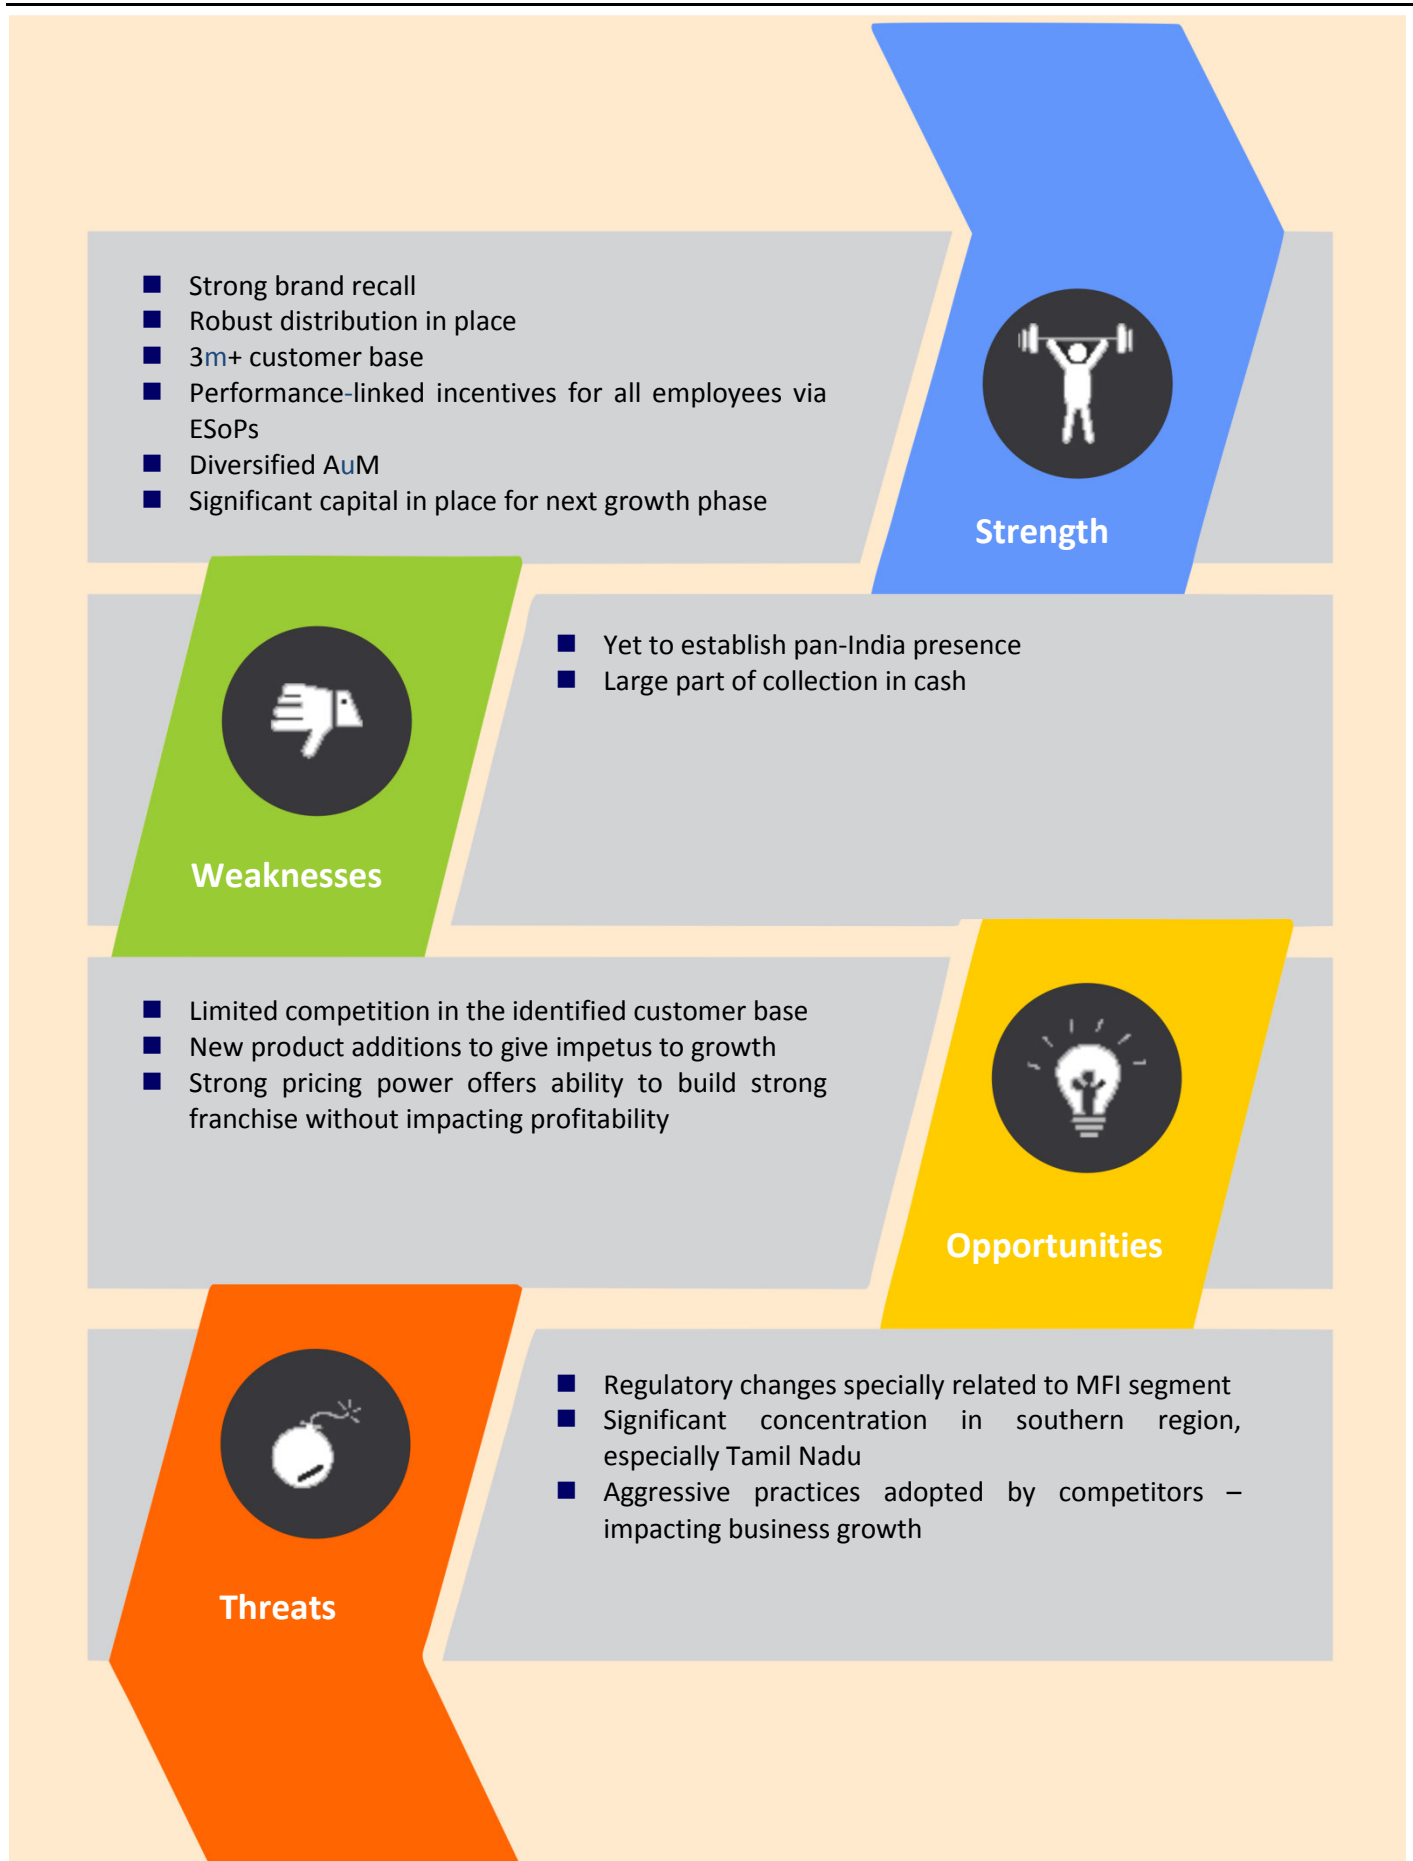 Strong brand recall
Robust distribution in place
3m+ customer base
Performance-linked incentives for all employees via
ESoPs
Diversified AuM
Significant capital in place for next growth phase
Strength
Yet to establish pan-India presence
Large part of collection in cash
Weaknesses
Limited competition in the identified customer base
New product additions to give impetus to growth
Strong pricing power offers ability to build strong
franchise without impacting profitability
Opportunities
Regulatory changes specially related to MFI segment
Significant concentration in southern region,
especially Tamil Nadu
Aggressive practices adopted by competitors –
impacting business growth
Threats